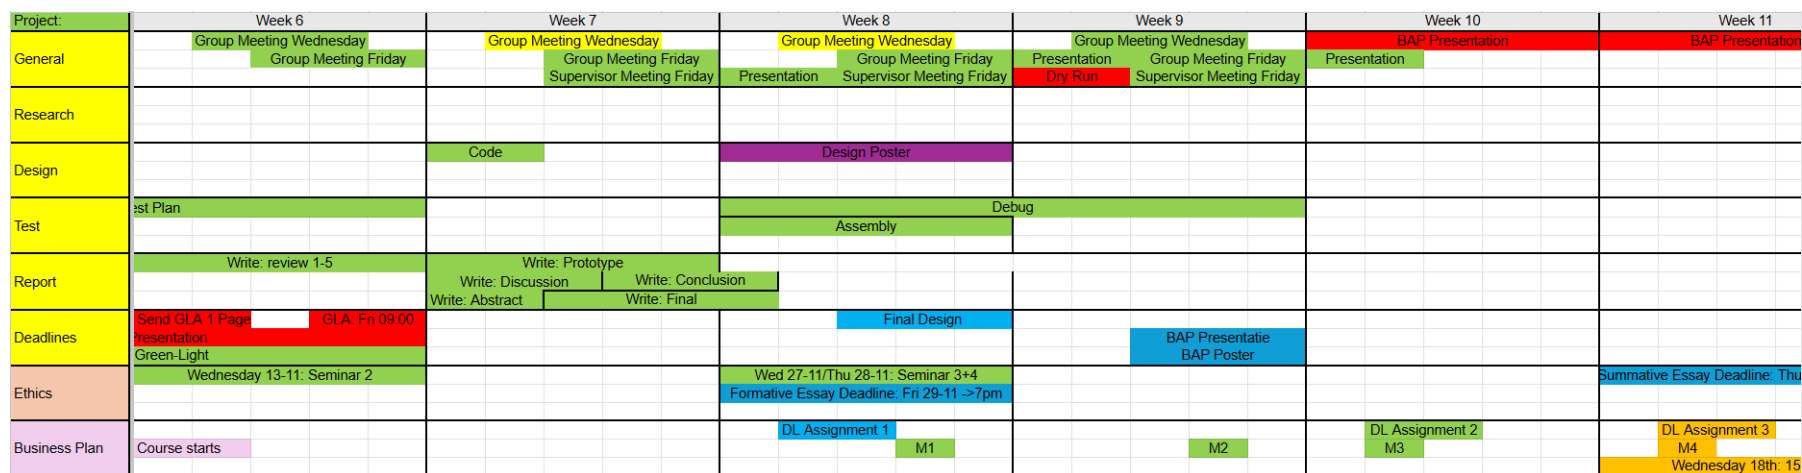 Project: Week 6 Week 7 Week 8 Week 9 Week 10 Week 11
Group Meeting Wednesday Group Meeting Wednesday Group Meeting Wednesday Group Meeting Wednesday BAP Presentation BAP Presentation
General Group Meeting Friday Group Meeting Friday Group Meeting Friday Presentation Group Meeting Friday Presentation
Supervisor Meeting Friday Presentation Supervisor Meeting Friday Dry Run Supervisor Meeting Friday
Research
Code Design Poster
Design
est Plan Debug
Test Assembly
Write: review 1-5 Write: Prototype
Report Write: Discussion Write: Conclusion
Write: Abstract Write: Final
Send GLA 1 Page GLA: Fri 09:00 Final Design
Deadlines Presentation BAP Presentatie
Green-Light BAP Poster
Wednesday 13-11: Seminar 2 Wed 27-11/Thu 28-11: Seminar 3+4 Summative Essay Deadline: Thu
Ethics Formative Essay Deadline: Fri 29-11 ->7pm
DL Assignment 1 DL Assignment 2 DL Assignment 3
Business Plan Course starts M1 M2 M3 M4
Wednesday 18th: 15